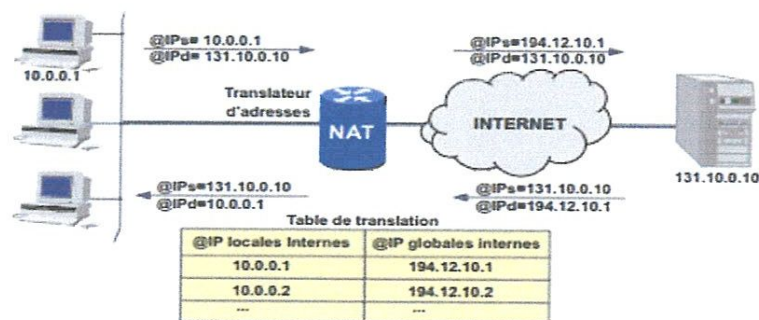 @IPs= 10.0.0.1
@IPd= 131.10.0.10
@IPs=194.12.10.1
@IPd=131.10.0.10
10.0.0.1
Translateur
d'adresses
NAT
INTERNET
131.10.0.10
@IPs=131.10.0.10
@IPd=10.0.0.1
@IPs=131.10.0.10
@IPd=194.12.10.1
Table de translation
@IP locales Internes @IP globales internes
10.0.0.1 194.12.10.1
10.0.0.2 194.12.10.2
... ...